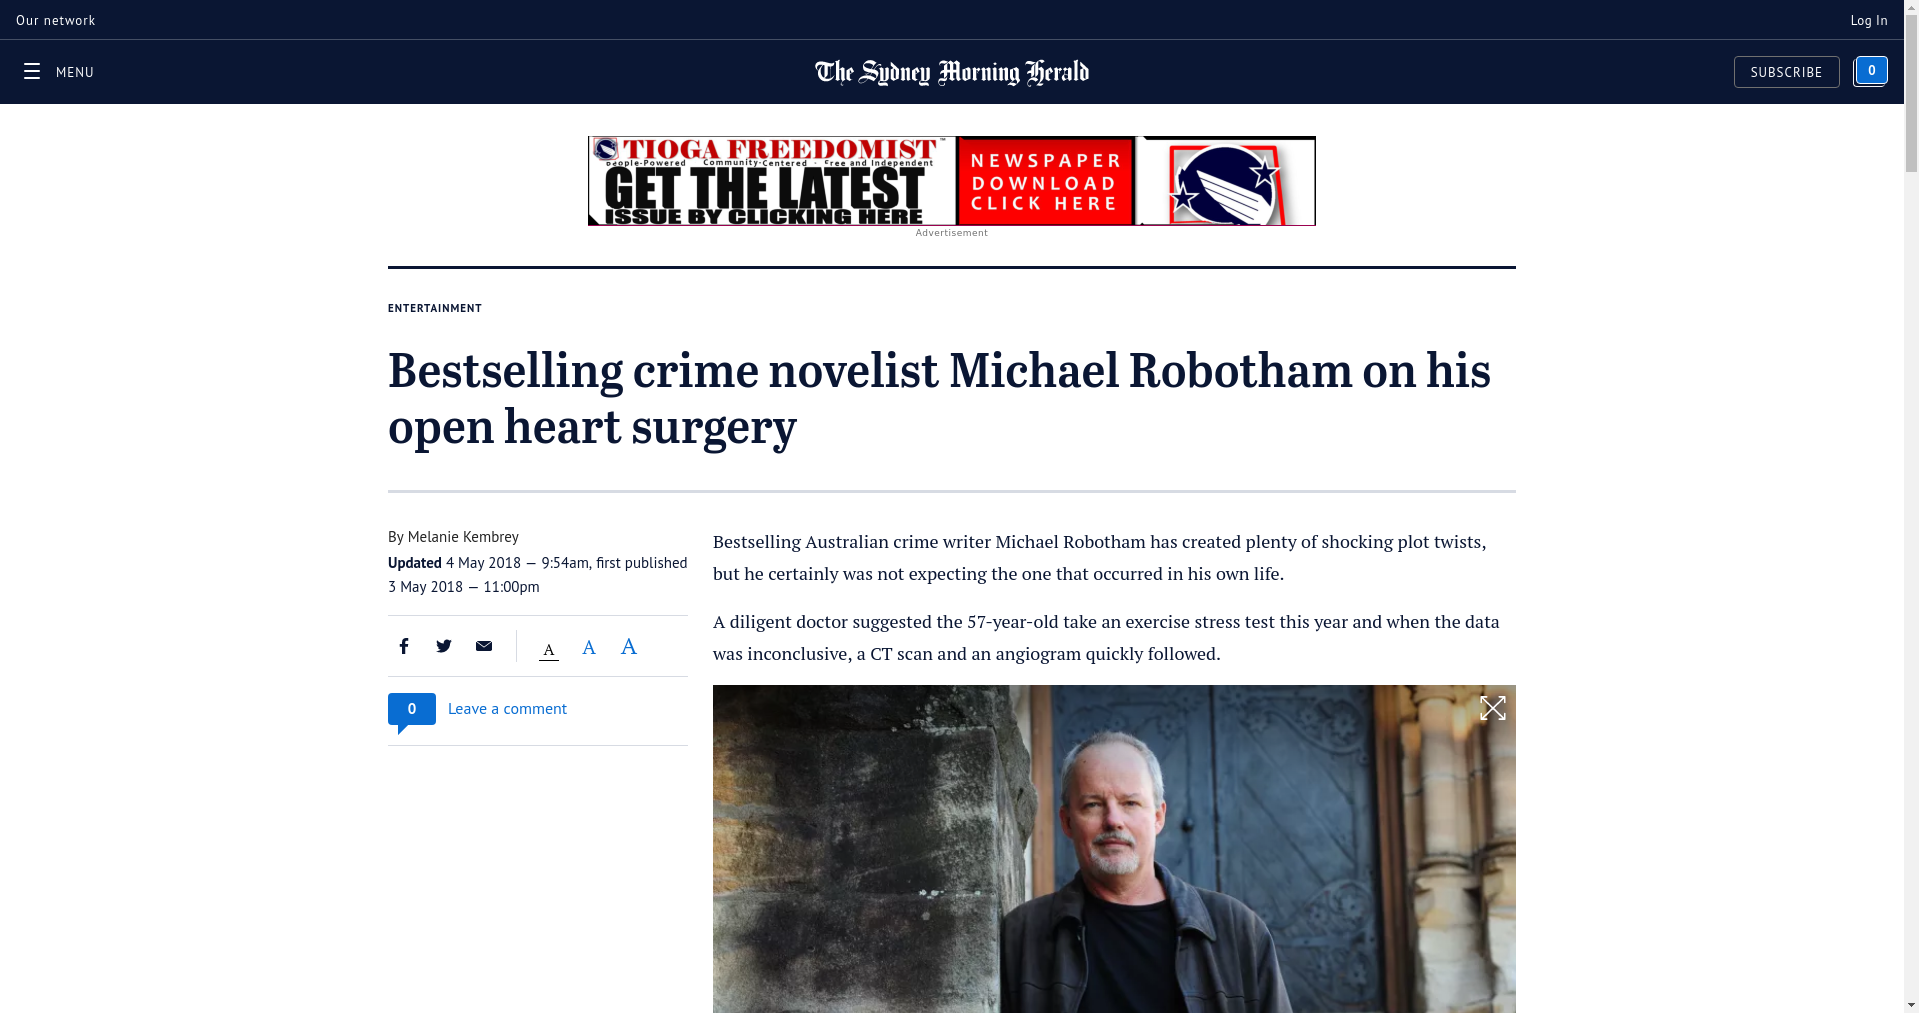 Our network
Log In
MENU
The Sydney Morning Herald
SUBSCRIBE
0
TIOGA FREEDOMIST ™
People-Powered Community-Centered · Free and Independent
GET THE LATEST
ISSUE BY CLICKING HERE
NEWSPAPER
DOWNLOAD
CLICK HERE
Advertisement
ENTERTAINMENT
Bestselling crime novelist Michael Robotham on his
open heart surgery
By Melanie Kembrey
Updated 4 May 2018 — 9:54am, first published
3 May 2018 — 11:00pm
A A A
0 Leave a comment
Bestselling Australian crime writer Michael Robotham has created plenty of shocking plot twists,
but he certainly was not expecting the one that occurred in his own life.
A diligent doctor suggested the 57-year-old take an exercise stress test this year and when the data
was inconclusive, a CT scan and an angiogram quickly followed.